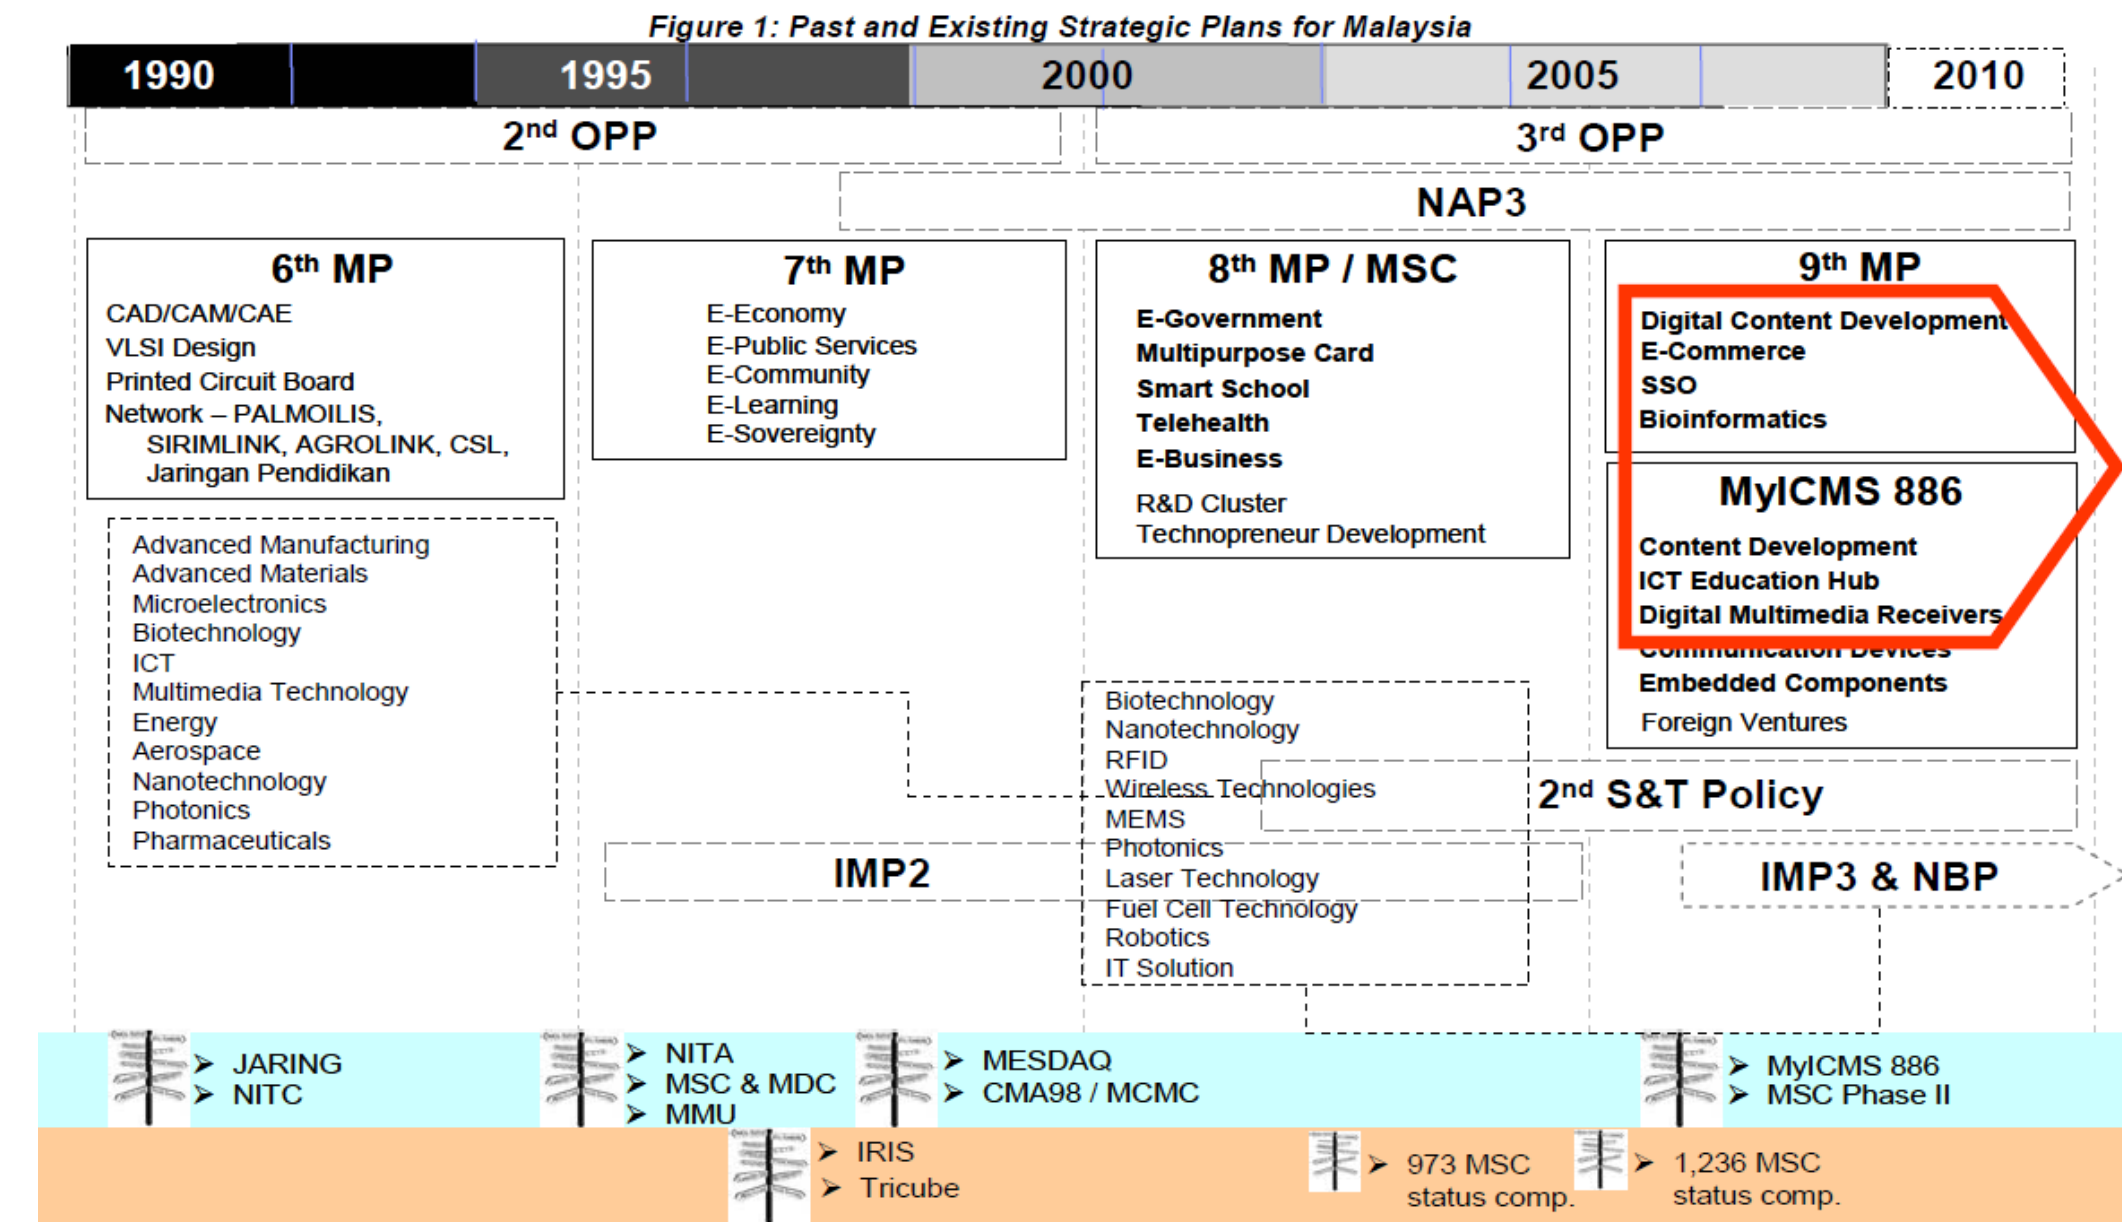 Figure 1: Past and Existing Strategic Plans for Malaysia
1990 1995 2000 2005 2010
2nd OPP
3rd OPP
NAP3
6th MP
CAD/CAM/CAE
VLSI Design
Printed Circuit Board
Network – PALMOILIS,
SIRIMLINK, AGROLINK, CSL,
Jaringan Pendidikan
Advanced Manufacturing
Advanced Materials
Microelectronics
Biotechnology
ICT
Multimedia Technology
Energy
Aerospace
Nanotechnology
Photonics
Pharmaceuticals
7th MP
E-Economy
E-Public Services
E-Community
E-Learning
E-Sovereignty
8th MP / MSC
E-Government
Multipurpose Card
Smart School
Telehealth
E-Business
R&D Cluster
Technopreneur Development
9th MP
Digital Content Development
E-Commerce
SSO
Bioinformatics
MyICMS 886
Content Development
ICT Education Hub
Digital Multimedia Receivers
Communication Devices
Embedded Components
Foreign Ventures
Biotechnology
Nanotechnology
RFID
Wireless Technologies
MEMS
Photonics
Laser Technology
Fuel Cell Technology
Robotics
IT Solution
2nd S&T Policy
IMP2
IMP3 & NBP
➢ JARING
➢ NITC
➢ NITA
➢ MSC & MDC
➢ MMU
➢ MESDAQ
➢ CMA98 / MCMC
➢ MyICMS 886
➢ MSC Phase II
➢ IRIS
➢ Tricube
➢ 973 MSC
status comp.
➢ 1,236 MSC
status comp.